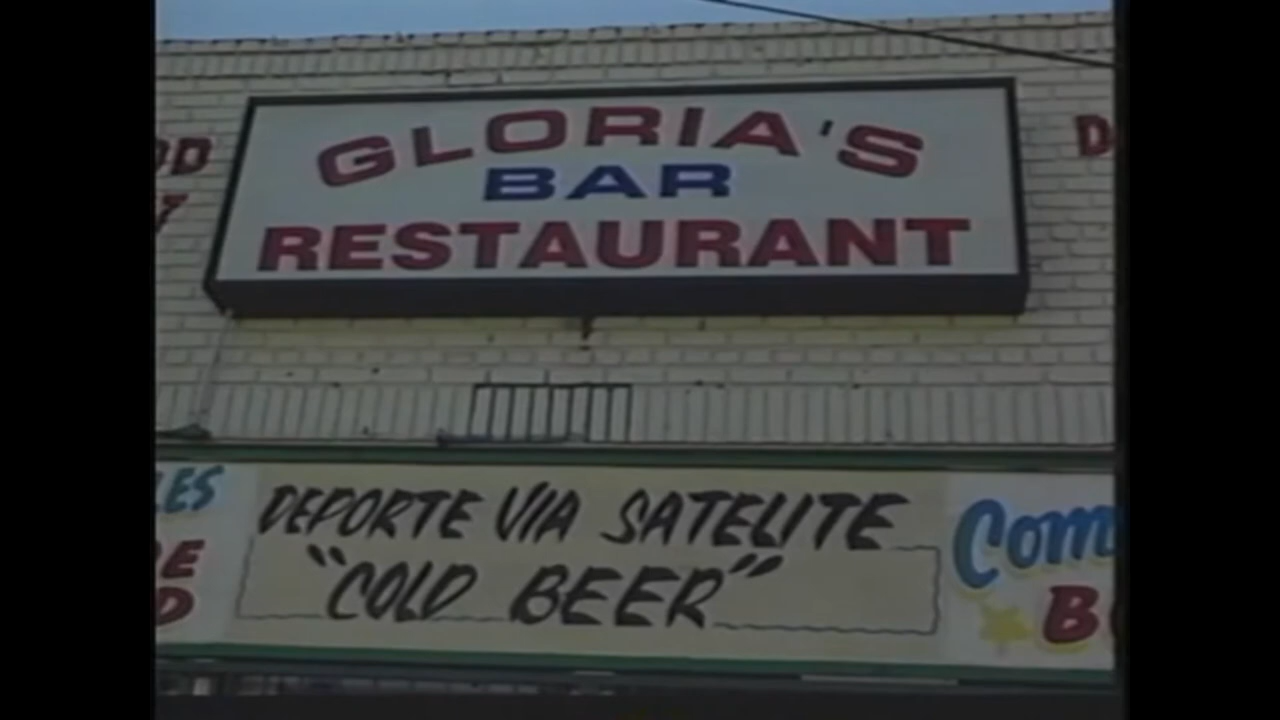 GLORIA'S
BAR
RESTAURANT
DEPORTE VIA SATELITE
"COLD BEER"